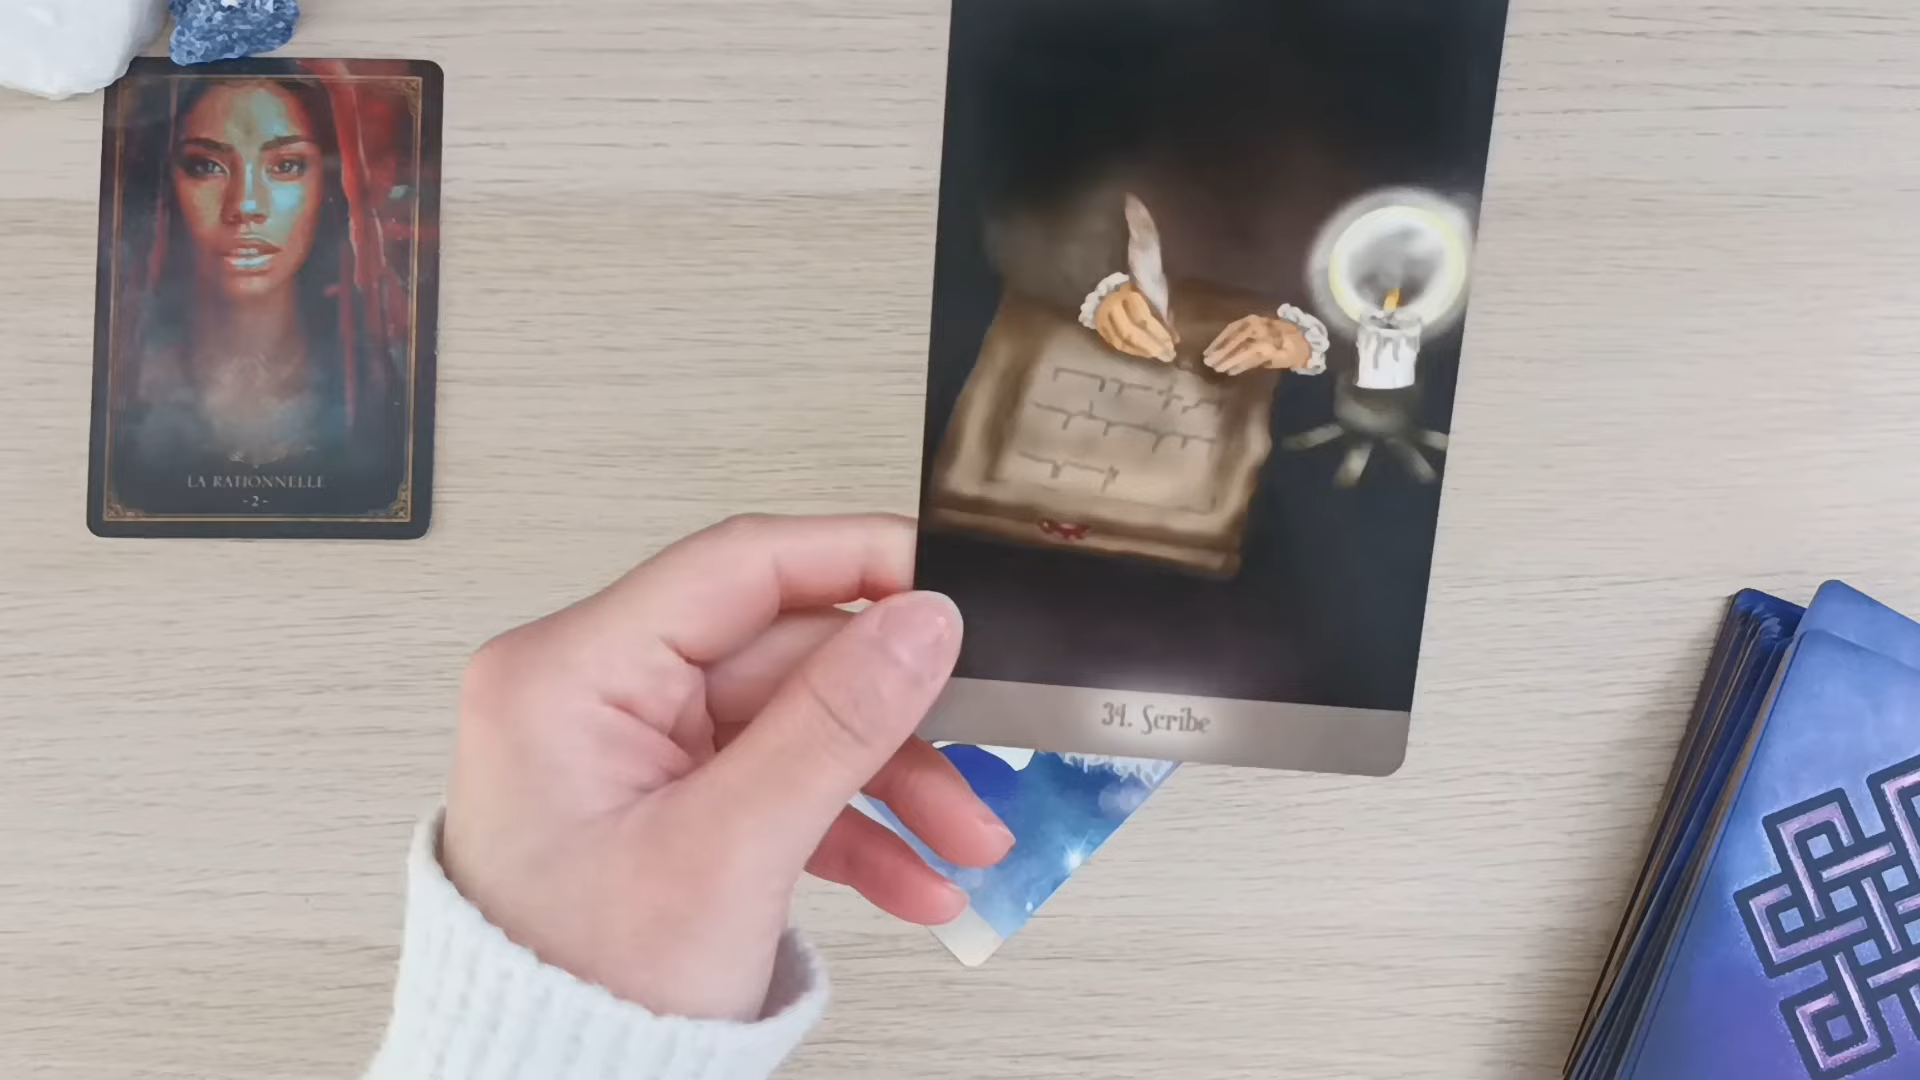 LA RATIONNELLE
- 2 -
34. Scribe